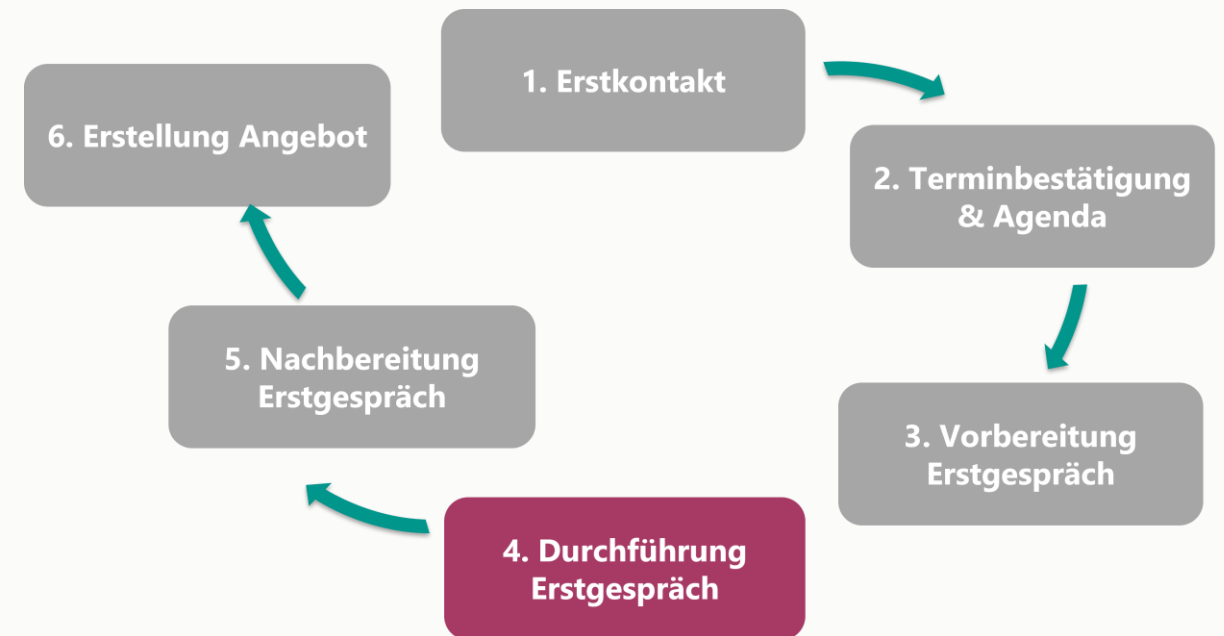 1. Erstkontakt
2. Terminbestätigung
& Agenda
3. Vorbereitung
Erstgespräch
4. Durchführung
Erstgespräch
5. Nachbereitung
Erstgespräch
6. Erstellung Angebot